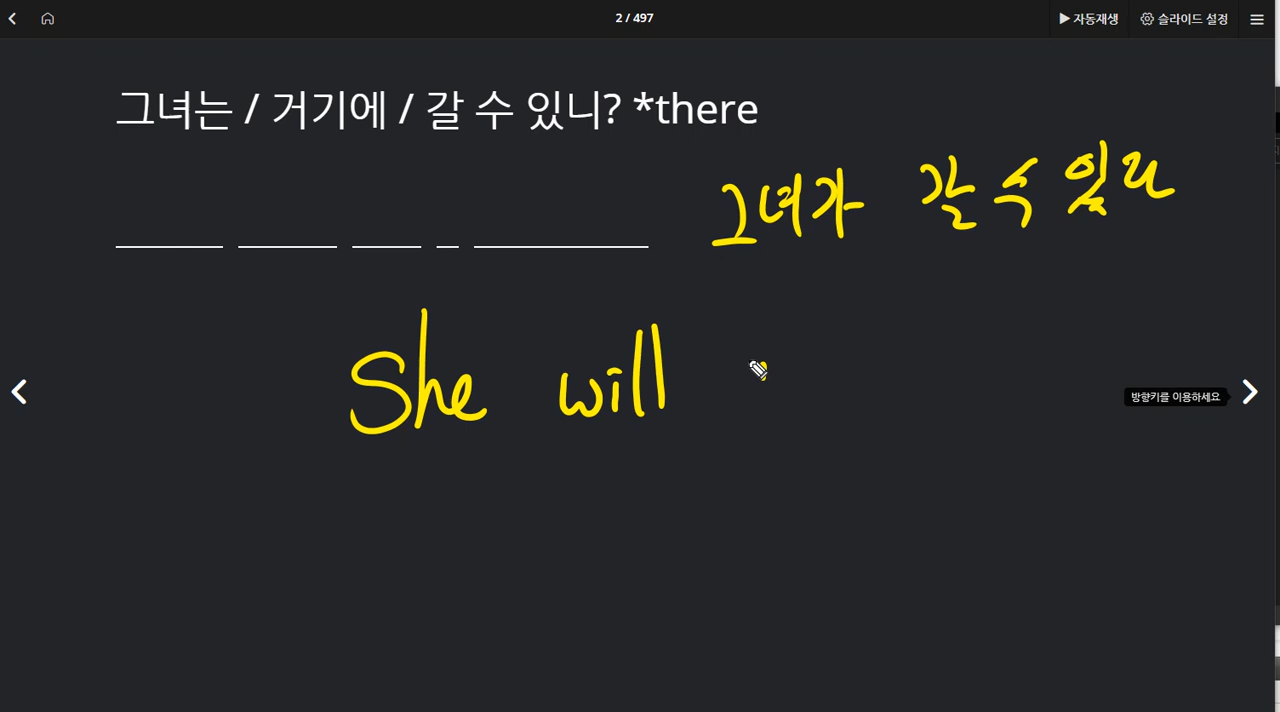 2 / 497
자동재생
슬라이드 설정
그녀는 / 거기에 / 갈 수 있니? *there
그녀가 갈 수 있니
She will
방향키를 이용하세요